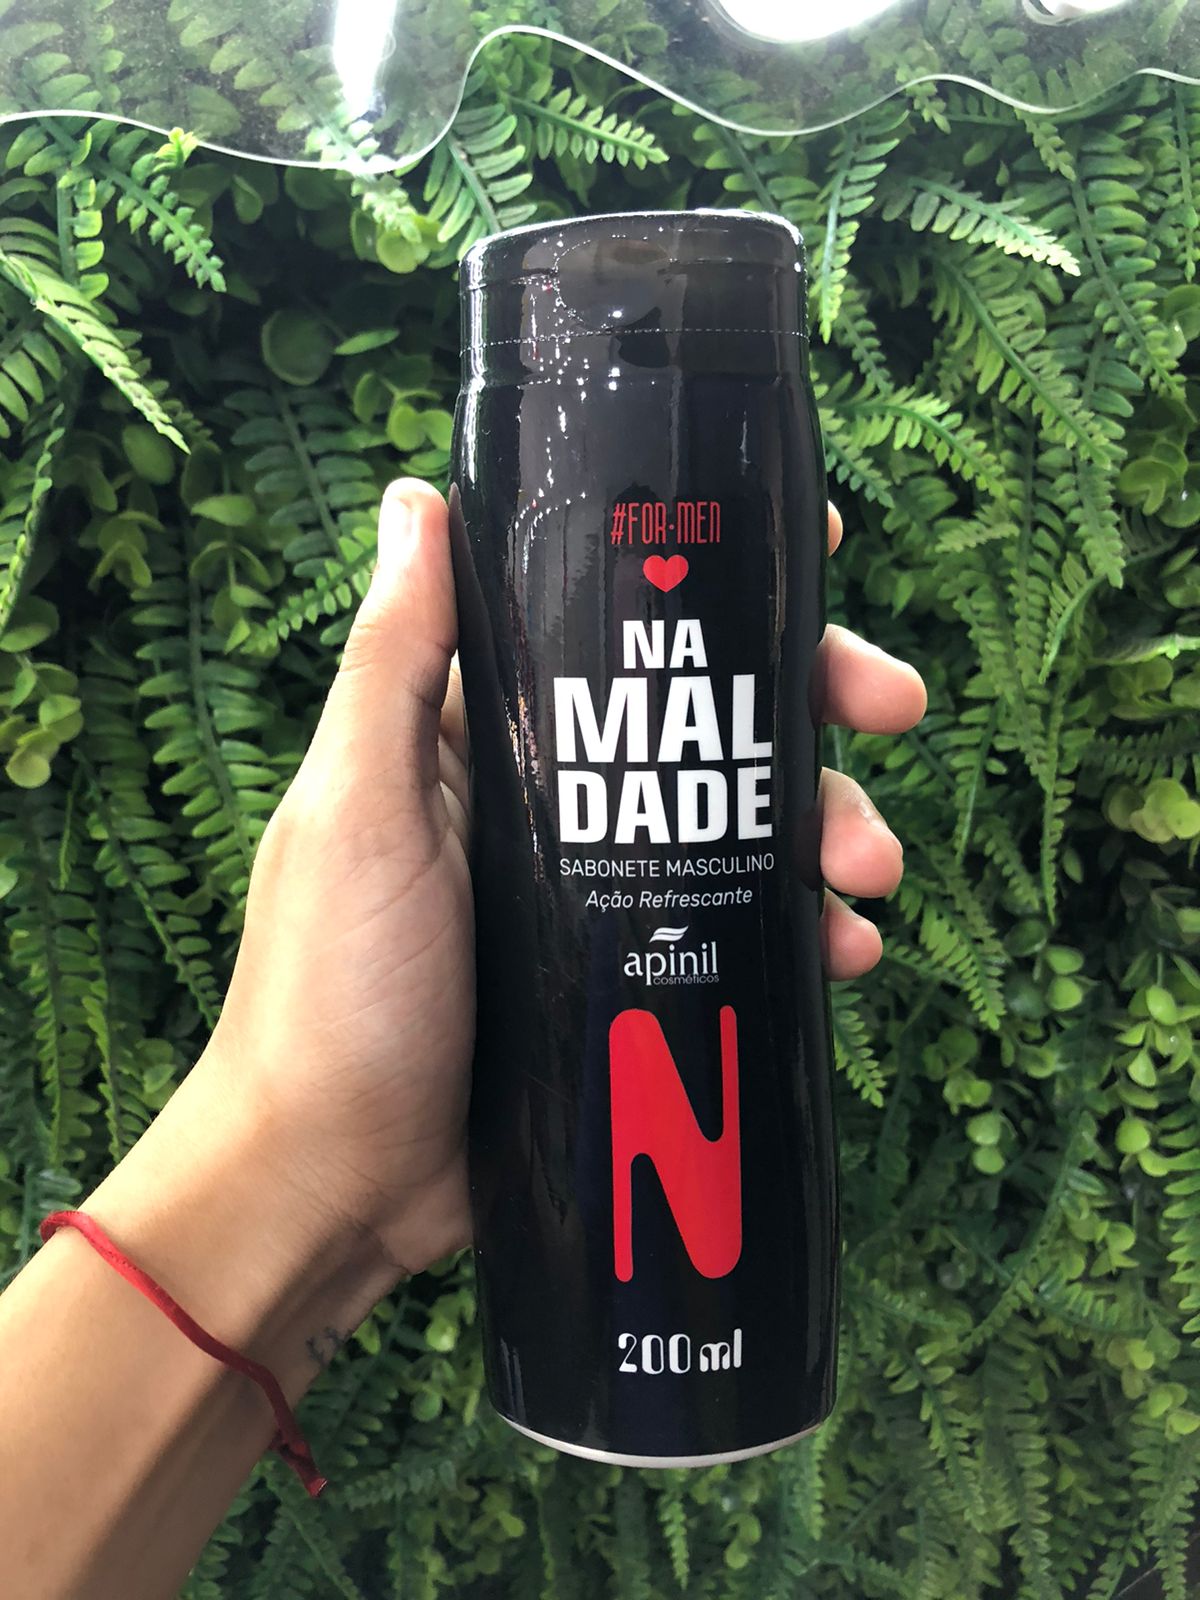 #FOR•MEN
NA
MAL
DADE
SABONETE MASCULINO
Ação Refrescante
apinil
cosméticos
N
200ml